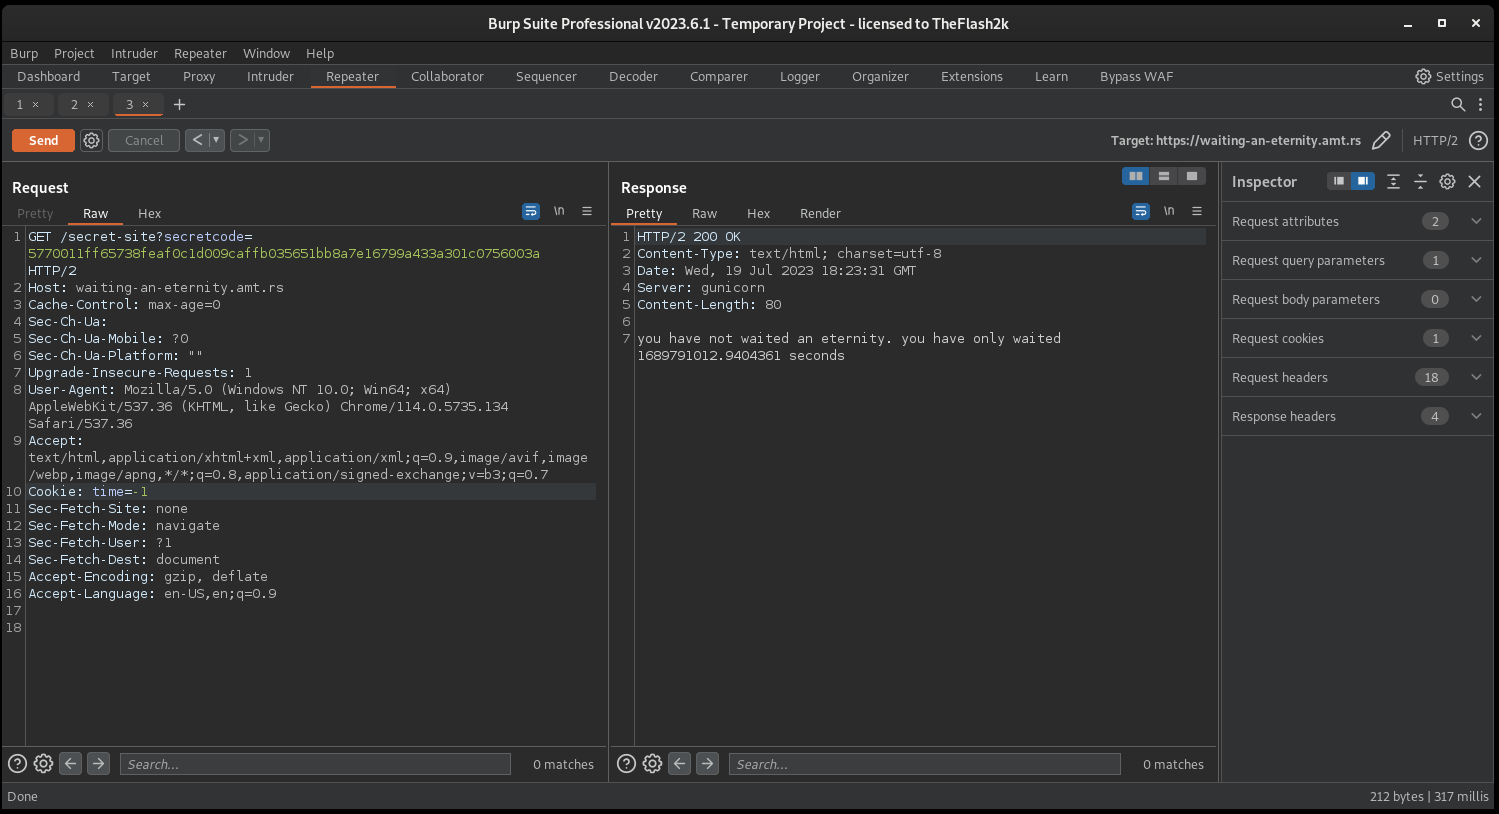 Burp Suite Professional v2023.6.1 - Temporary Project - licensed to TheFlash2k
Burp Project Intruder Repeater Window Help
Dashboard Target Proxy Intruder Repeater Collaborator Sequencer Decoder Comparer Logger Organizer Extensions Learn Bypass WAF Settings
1 × 2 × 3 × +
Send Cancel < > Target: https://waiting-an-eternity.amt.rs HTTP/2 ?
Request
Pretty Raw Hex \n
1 GET /secret-site?secretcode=
5770011ff65738feaf0c1d009caffb035651bb8a7e16799a433a301c0756003a
HTTP/2
2 Host: waiting-an-eternity.amt.rs
3 Cache-Control: max-age=0
4 Sec-Ch-Ua:
5 Sec-Ch-Ua-Mobile: ?0
6 Sec-Ch-Ua-Platform: ""
7 Upgrade-Insecure-Requests: 1
8 User-Agent: Mozilla/5.0 (Windows NT 10.0; Win64; x64)
AppleWebKit/537.36 (KHTML, like Gecko) Chrome/114.0.5735.134
Safari/537.36
9 Accept:
text/html,application/xhtml+xml,application/xml;q=0.9,image/avif,image
/webp,image/apng,*/*;q=0.8,application/signed-exchange;v=b3;q=0.7
10 Cookie: time=-1
11 Sec-Fetch-Site: none
12 Sec-Fetch-Mode: navigate
13 Sec-Fetch-User: ?1
14 Sec-Fetch-Dest: document
15 Accept-Encoding: gzip, deflate
16 Accept-Language: en-US,en;q=0.9
17
18
? Search... 0 matches
Response
Pretty Raw Hex Render \n
1 HTTP/2 200 OK
2 Content-Type: text/html; charset=utf-8
3 Date: Wed, 19 Jul 2023 18:23:31 GMT
4 Server: gunicorn
5 Content-Length: 80
6
7 you have not waited an eternity. you have only waited
1689791012.9404361 seconds
? Search... 0 matches
Inspector
Request attributes 2
Request query parameters 1
Request body parameters 0
Request cookies 1
Request headers 18
Response headers 4
Done 212 bytes | 317 millis